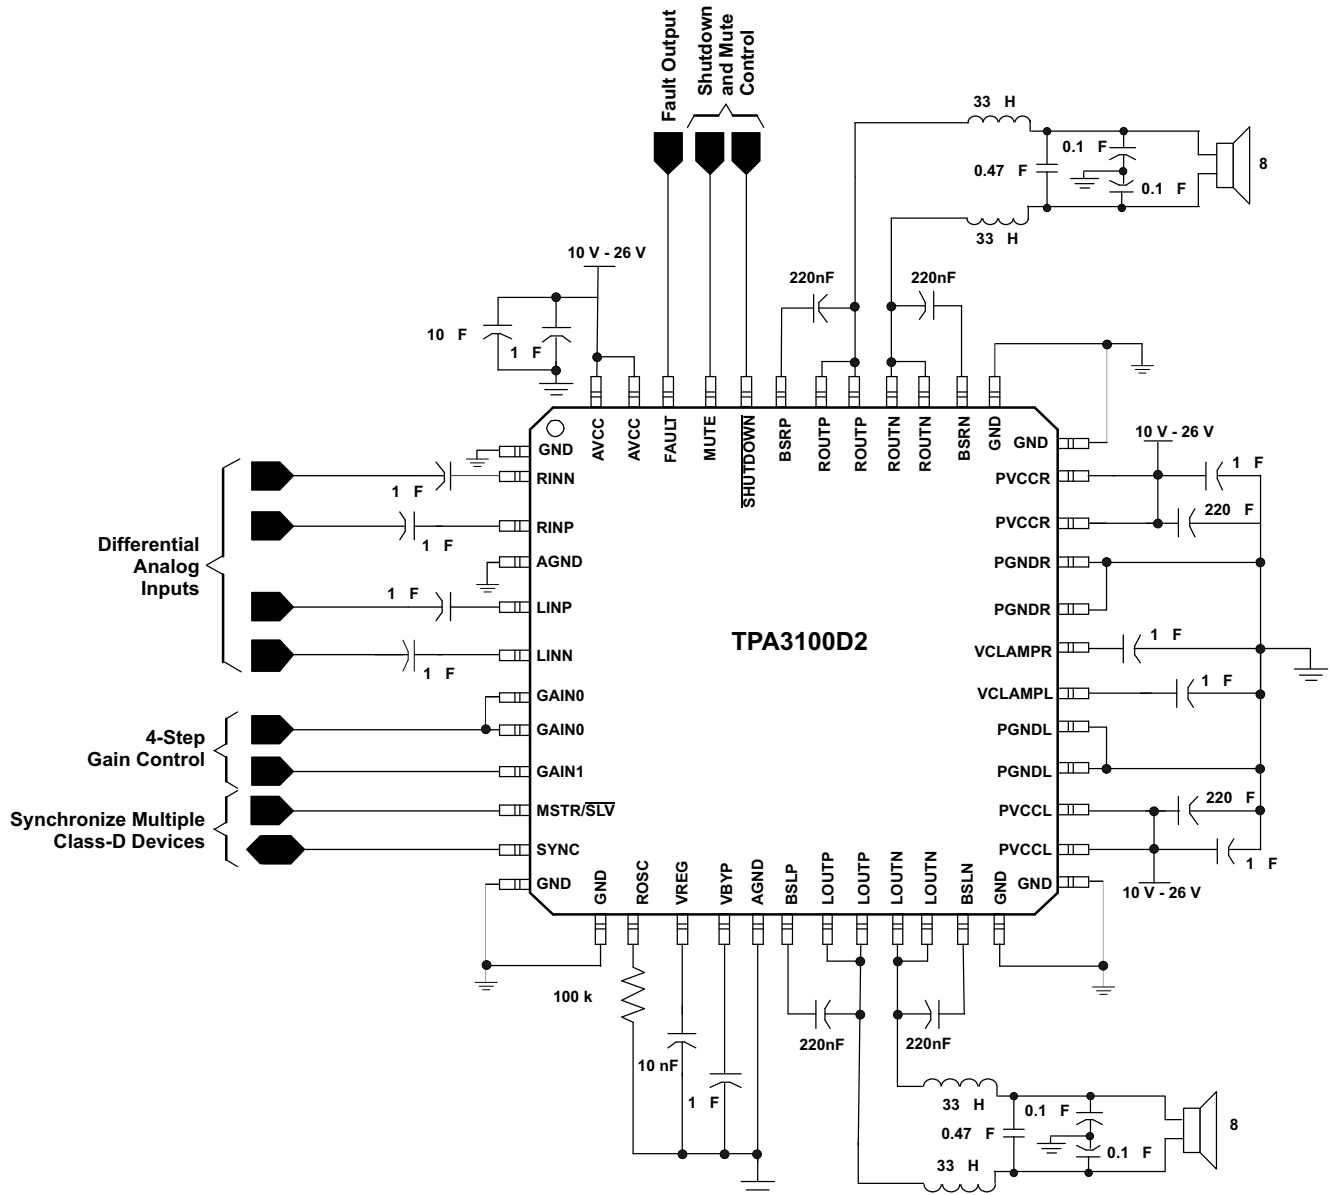 Fault Output
Shutdown
and Mute
Control
33 H
0.1 F
0.47 F
0.1 F
8
33 H
10 V - 26 V
220nF
220nF
10 F
1 F
AVCC
AVCC
FAULT
MUTE
SHUTDOWN
BSRP
ROUTP
ROUTP
ROUTN
ROUTN
BSRN
GND
GND
RINN
1 F
RINP
1 F
AGND
1 F
LINP
LINN
1 F
GAIN0
GAIN0
GAIN1
MSTR/SLV
SYNC
GND
Differential
Analog
Inputs
4-Step
Gain Control
Synchronize Multiple
Class-D Devices
TPA3100D2
GND
10 V - 26 V
PVCCR
1 F
PVCCR
220 F
PGNDR
PGNDR
VCLAMPR
1 F
VCLAMPL
1 F
PGNDL
PGNDL
PVCCL
220 F
PVCCL
1 F
GND
10 V - 26 V
GND
ROSC
VREG
VBYP
AGND
BSLP
LOUTP
LOUTP
LOUTN
LOUTN
BSLN
GND
100 k
10 nF
1 F
220nF
220nF
33 H
0.1 F
0.47 F
0.1 F
8
33 H